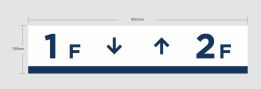 1F ↓ ↑ 2F